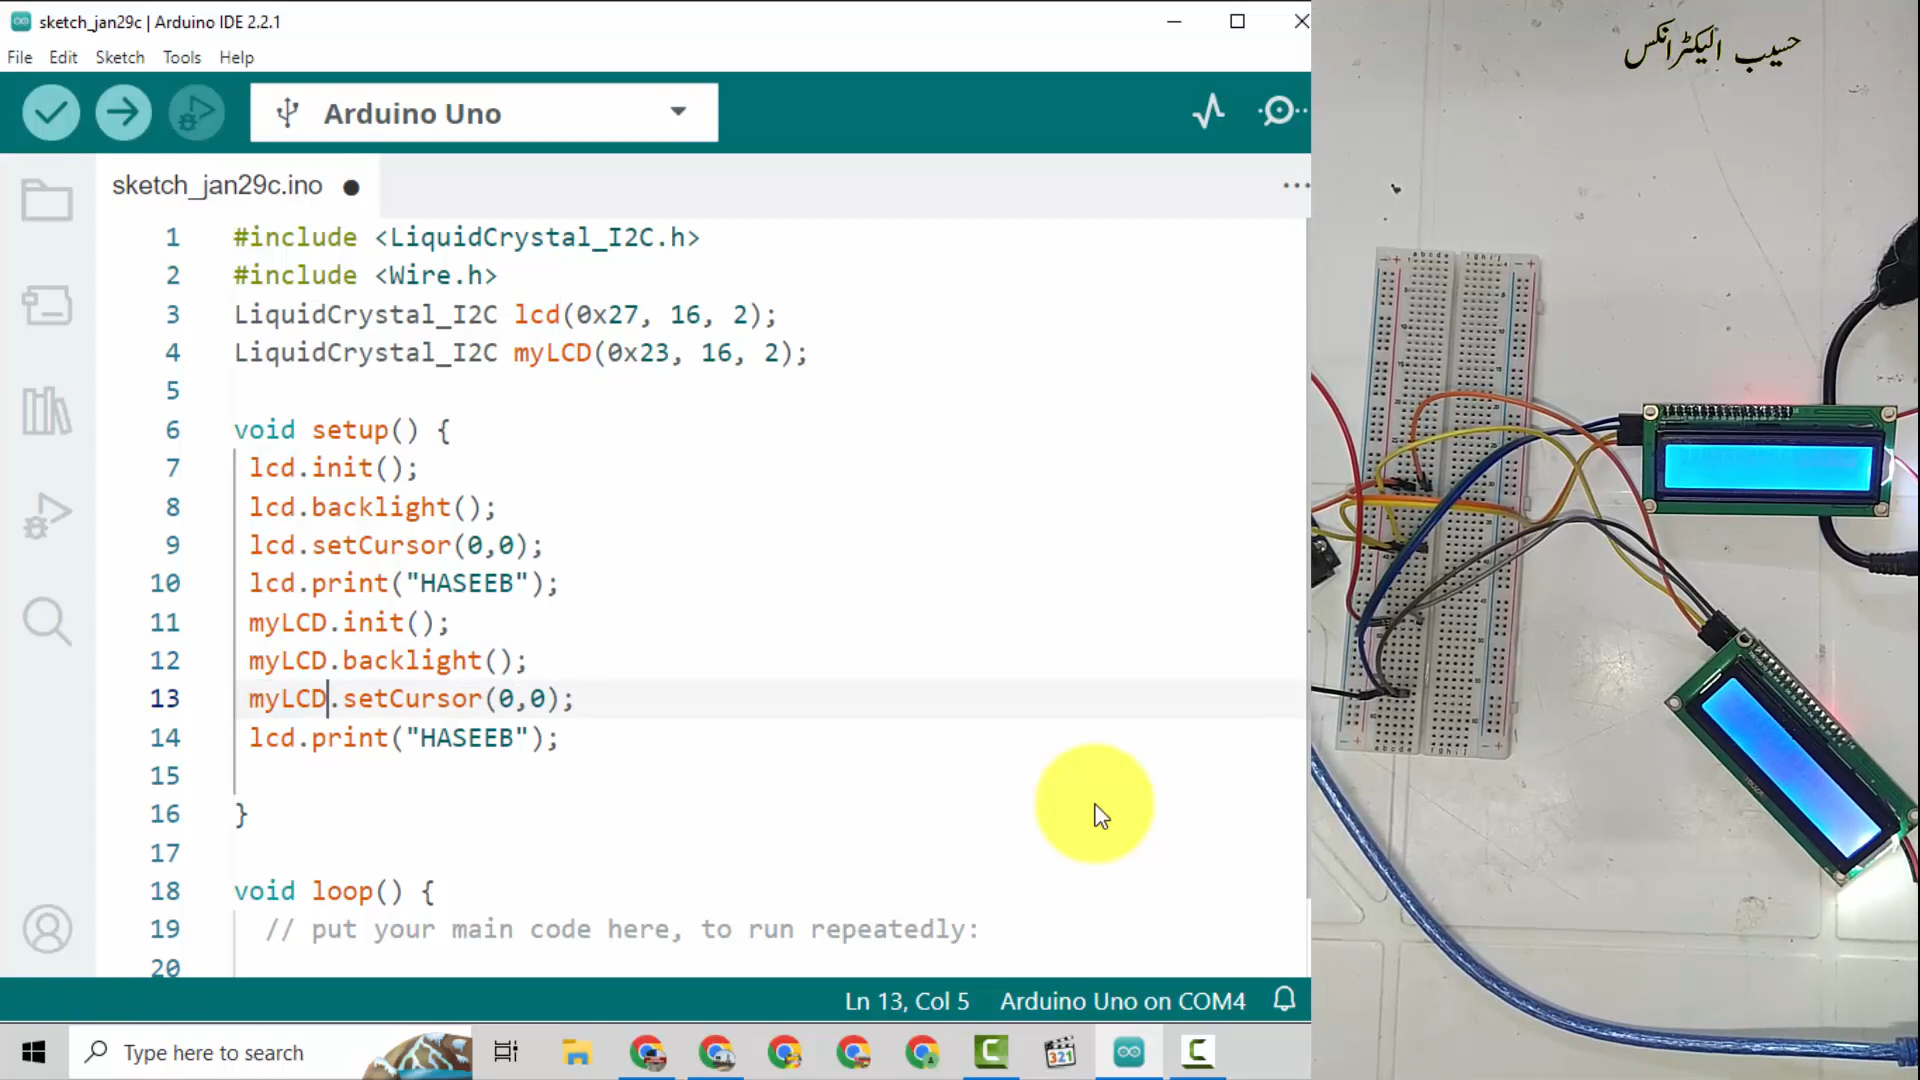 sketch_jan29c | Arduino IDE 2.2.1
حسیب الیکٹرانکس
File Edit Sketch Tools Help
Arduino Uno
sketch_jan29c.ino
1 #include <LiquidCrystal_I2C.h>
2 #include <Wire.h>
3 LiquidCrystal_I2C lcd(0x27, 16, 2);
4 LiquidCrystal_I2C myLCD(0x23, 16, 2);
5
6 void setup() {
7 lcd.init();
8 lcd.backlight();
9 lcd.setCursor(0,0);
10 lcd.print("HASEEB");
11 myLCD.init();
12 myLCD.backlight();
13 myLCD.setCursor(0,0);
14 lcd.print("HASEEB");
15
16 }
17
18 void loop() {
19 // put your main code here, to run repeatedly:
20
Ln 13, Col 5 Arduino Uno on COM4
Type here to search
321